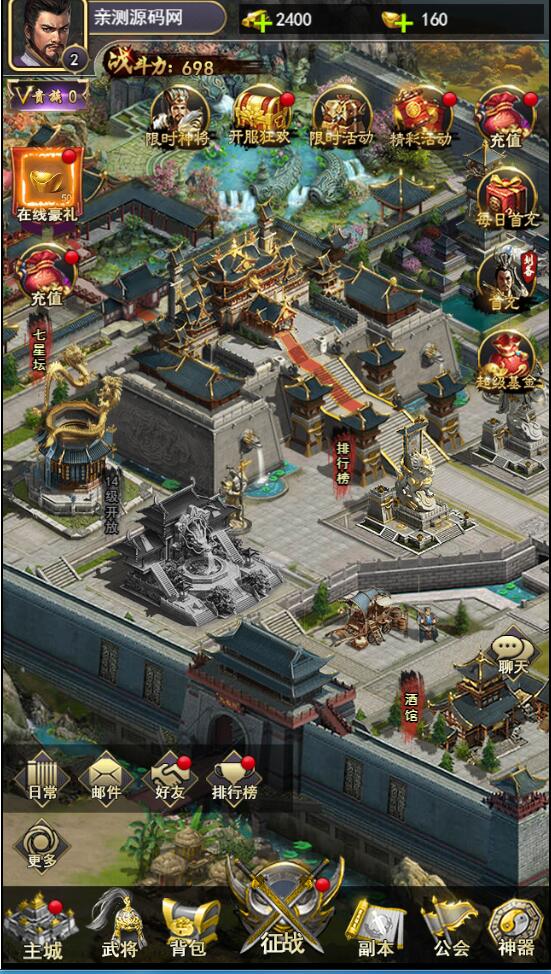 亲测源码网
2400
160
2
战斗力：698
V贵族0
限时神将
开服狂欢
限时活动
精彩活动
充值
50
在线豪礼
每日首充
充值
刘备
首充
七星坛
超级基金
排行榜
14级开放
聊天
酒馆
日常
邮件
好友
排行榜
更多
主城
武将
背包
征战
副本
公会
神器